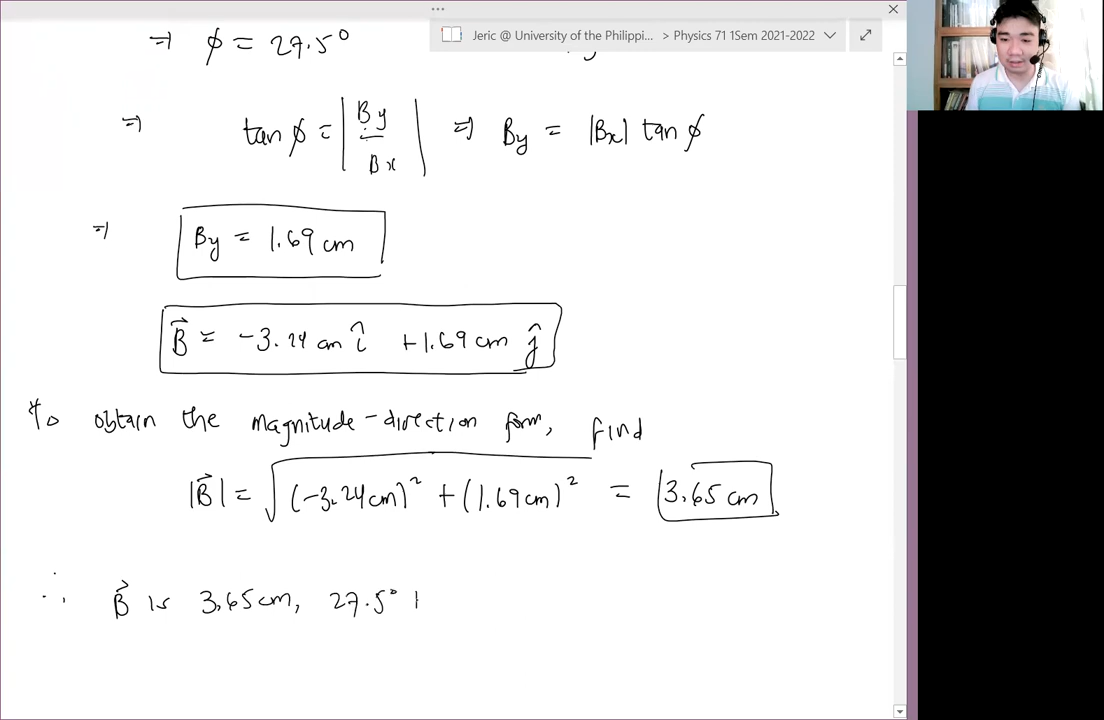 Jeric @ University of the Philippi... > Physics 71 1Sem 2021-2022
⇒ ϕ = 27.5°
⇒ tan ϕ = |By/Bx| ⇒ By = |Bx| tan ϕ
⇒ By = 1.69 cm
B⃗ = -3.24 cm î + 1.69 cm ĵ
To obtain the magnitude-direction form, find
|B⃗| = √((-3.24cm)² + (1.69cm)²) = 3.65 cm
∴ B⃗ is 3.65cm, 27.5°